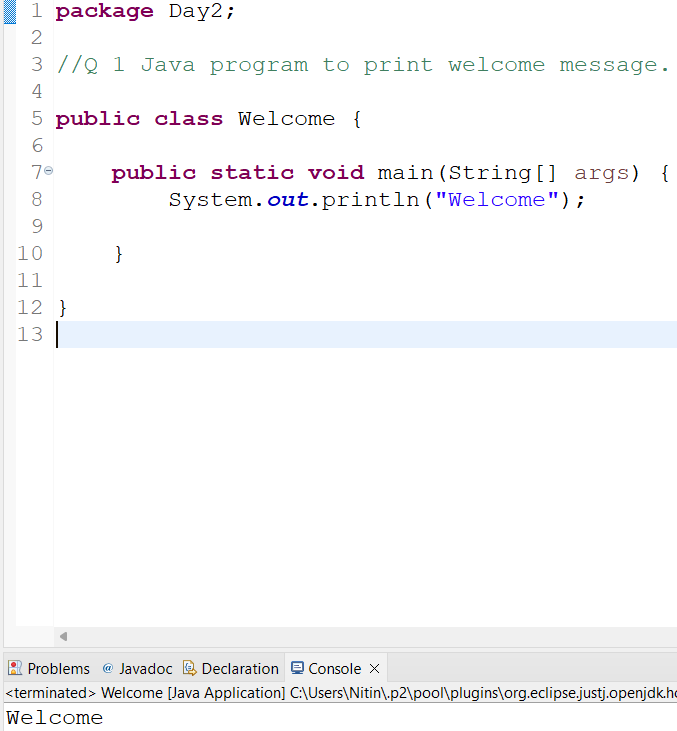 1 package Day2;
2
3 //Q 1 Java program to print welcome message.
4
5 public class Welcome {
6
7 public static void main(String[] args) {
8 System.out.println("Welcome");
9
10 }
11
12 }
13
Problems @ Javadoc Declaration Console
<terminated> Welcome [Java Application] C:\Users\Nitin\.p2\pool\plugins\org.eclipse.justj.openjdk.ho
Welcome